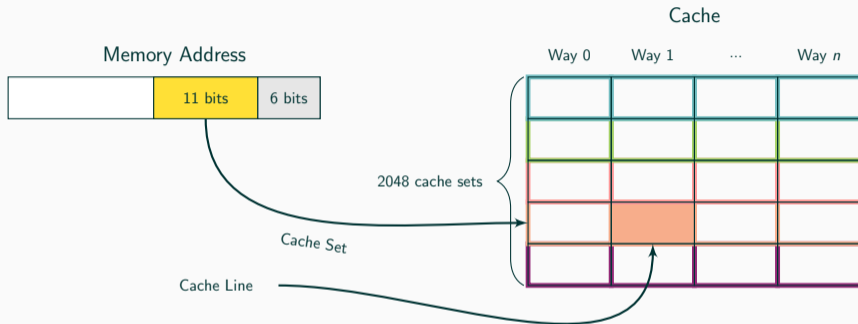 Cache
Memory Address
Way 0 Way 1 ... Way n
11 bits 6 bits
2048 cache sets
Cache Set
Cache Line